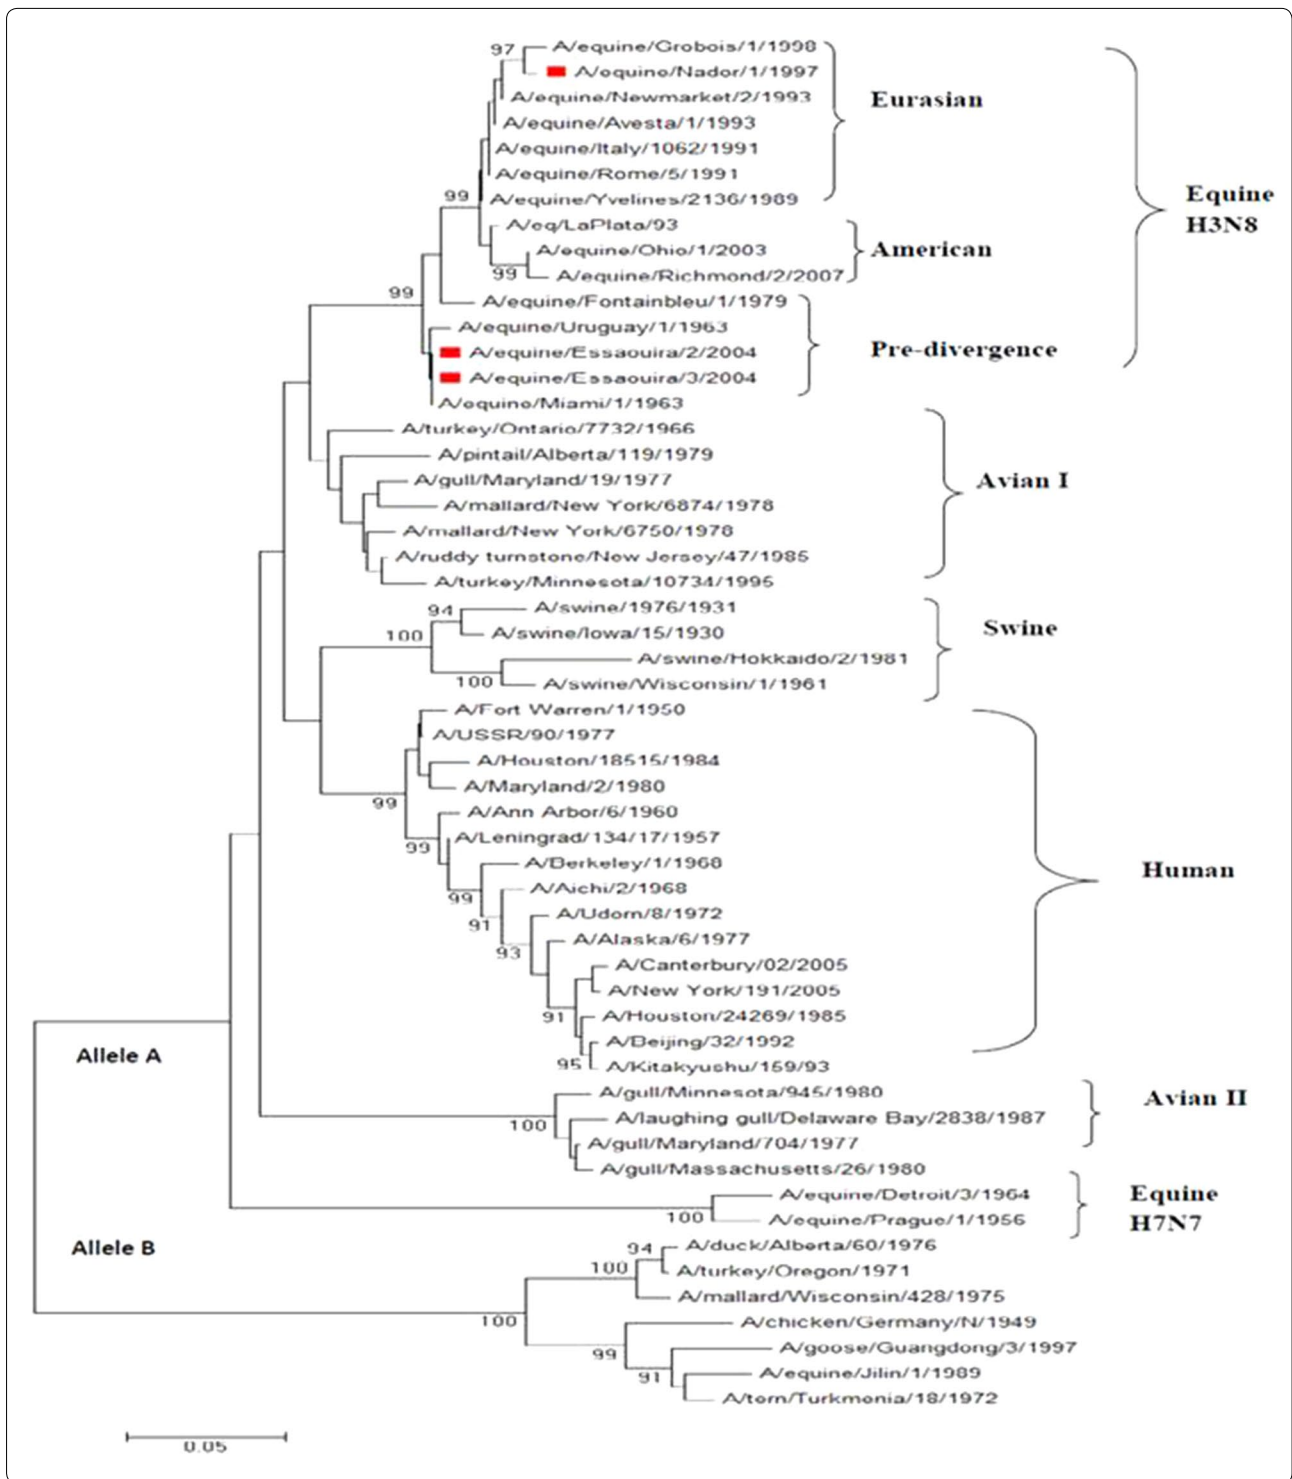 97
A/equine/Grobois/1/1998
A/equine/Nador/1/1997
A/equine/Newmarket/2/1993
Eurasian
A/equine/Avesta/1/1993
A/equine/Italy/1062/1991
A/equine/Rome/5/1991
99
A/equine/Yvelines/2136/1989
Equine
H3N8
A/eq/LaPlata/93
A/equine/Ohio/1/2003
American
99
A/equine/Richmond/2/2007
99
A/equine/Fontainbleu/1/1979
A/equine/Uruguay/1/1963
A/equine/Essaouira/2/2004
Pre-divergence
A/equine/Essaouira/3/2004
A/equine/Miami/1/1963
A/turkey/Ontario/7732/1966
A/pintail/Alberta/119/1979
A/gull/Maryland/19/1977
Avian I
A/mallard/New York/6874/1978
A/mallard/New York/6750/1978
A/ruddy turnstone/New Jersey/47/1985
A/turkey/Minnesota/10734/1995
94
A/swine/1976/1931
100
A/swine/Iowa/15/1930
Swine
A/swine/Hokkaido/2/1981
100
A/swine/Wisconsin/1/1961
A/Fort Warren/1/1950
A/USSR/90/1977
A/Houston/18515/1984
A/Maryland/2/1980
99
A/Ann Arbor/6/1960
99
A/Leningrad/134/17/1957
A/Berkeley/1/1968
Human
99
A/Aichi/2/1968
91
A/Udorn/8/1972
93
A/Alaska/6/1977
A/Canterbury/02/2005
A/New York/191/2005
91
A/Houston/24269/1985
A/Beijing/32/1992
95
A/Kitakyushu/159/93
Allele A
A/gull/Minnesota/945/1980
Avian II
100
A/laughing gull/Delaware Bay/2838/1987
A/gull/Maryland/704/1977
A/gull/Massachusetts/26/1980
A/equine/Detroit/3/1964
Equine
H7N7
100
A/equine/Prague/1/1956
Allele B
94
A/duck/Alberta/60/1976
100
A/turkey/Oregon/1971
A/mallard/Wisconsin/428/1975
100
A/chicken/Germany/N/1949
99
A/goose/Guangdong/3/1997
91
A/equine/Jilin/1/1989
A/tern/Turkmenia/18/1972
0.05